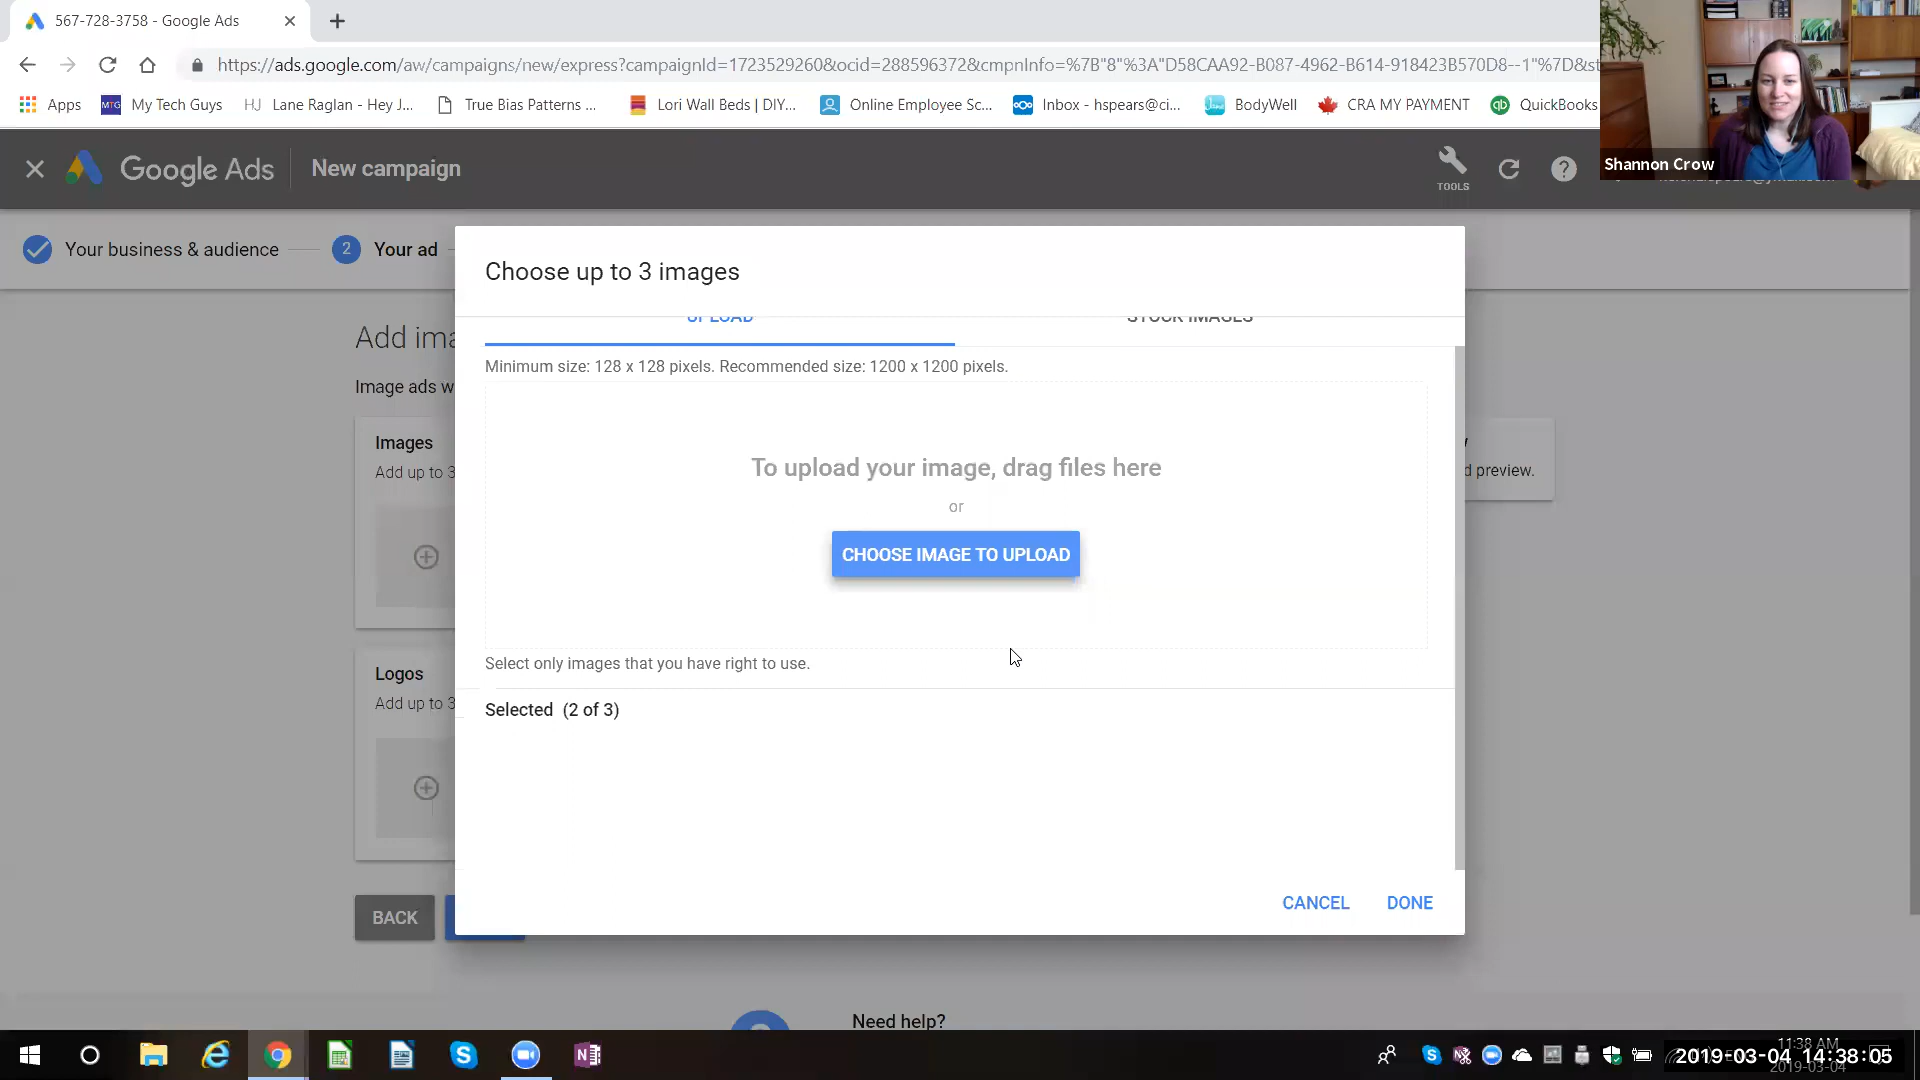 567-728-3758 - Google Ads
https://ads.google.com/aw/campaigns/new/express?campaignId=1723529260&ocid=288596372&cmpnInfo=%7B"8"%3A"D58CAA92-B087-4962-B614-918423B570D8--1"%7D&st
Apps
MTG My Tech Guys
HJ Lane Raglan - Hey J...
True Bias Patterns ...
Lori Wall Beds | DIY...
Online Employee Sc...
Inbox - hspears@ci...
BodyWell
CRA MY PAYMENT
qb QuickBooks
Shannon Crow
Google Ads
New campaign
TOOLS
Your business & audience
2 Your ad
Choose up to 3 images
UPLOAD
STOCK IMAGES
Minimum size: 128 x 128 pixels. Recommended size: 1200 x 1200 pixels.
To upload your image, drag files here
or
CHOOSE IMAGE TO UPLOAD
Select only images that you have right to use.
Selected (2 of 3)
CANCEL
DONE
Add ima
Image ads w
Images
Add up to 3
d preview.
Logos
Add up to 3
BACK
Need help?
11:38 AM
2019-03-04 14:38:05
2019-03-04